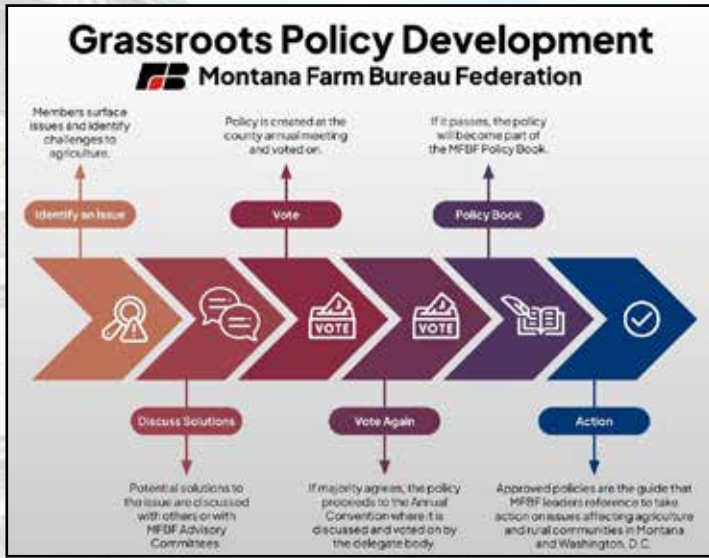 Grassroots Policy Development
FB Montana Farm Bureau Federation
Members surface
issues and identify
challenges to
agriculture.
Policy is created at the
county annual meeting
and voted on.
If it passes, the policy
will become part of
the MFBF Policy Book.
Identify an Issue
Vote
Policy Book
VOTE
VOTE
Discuss Solutions
Vote Again
Action
Potential solutions to
the issue are discussed
with others or with
MFBF Advisory
Committees
If majority agrees, the policy
proceeds to the Annual
Convention where it is
discussed and voted on by
the delegate body.
Approved policies are the guide that
MFBF leaders reference to take
action on issues affecting agriculture
and rural communities in Montana
and Washington, D.C.